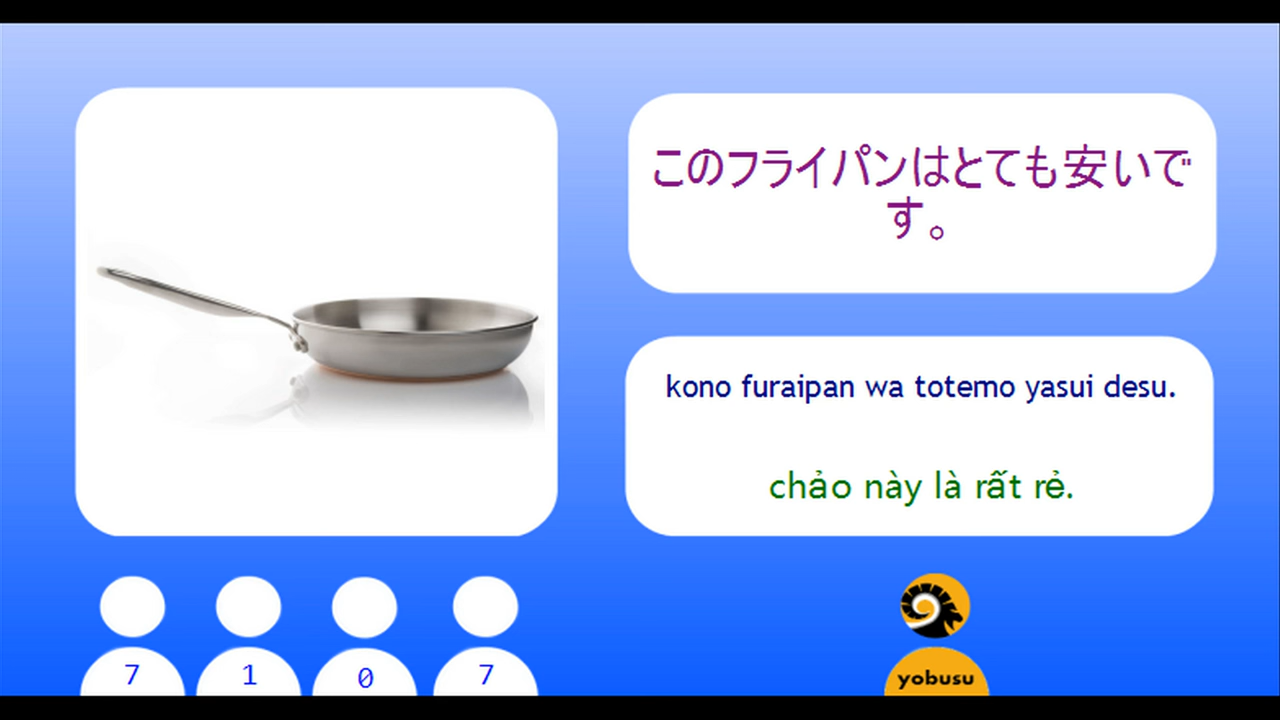 このフライパンはとても安いで
す。
kono furaipan wa totemo yasui desu.
chảo này là rất rẻ.
7 1 0 7
yobusu